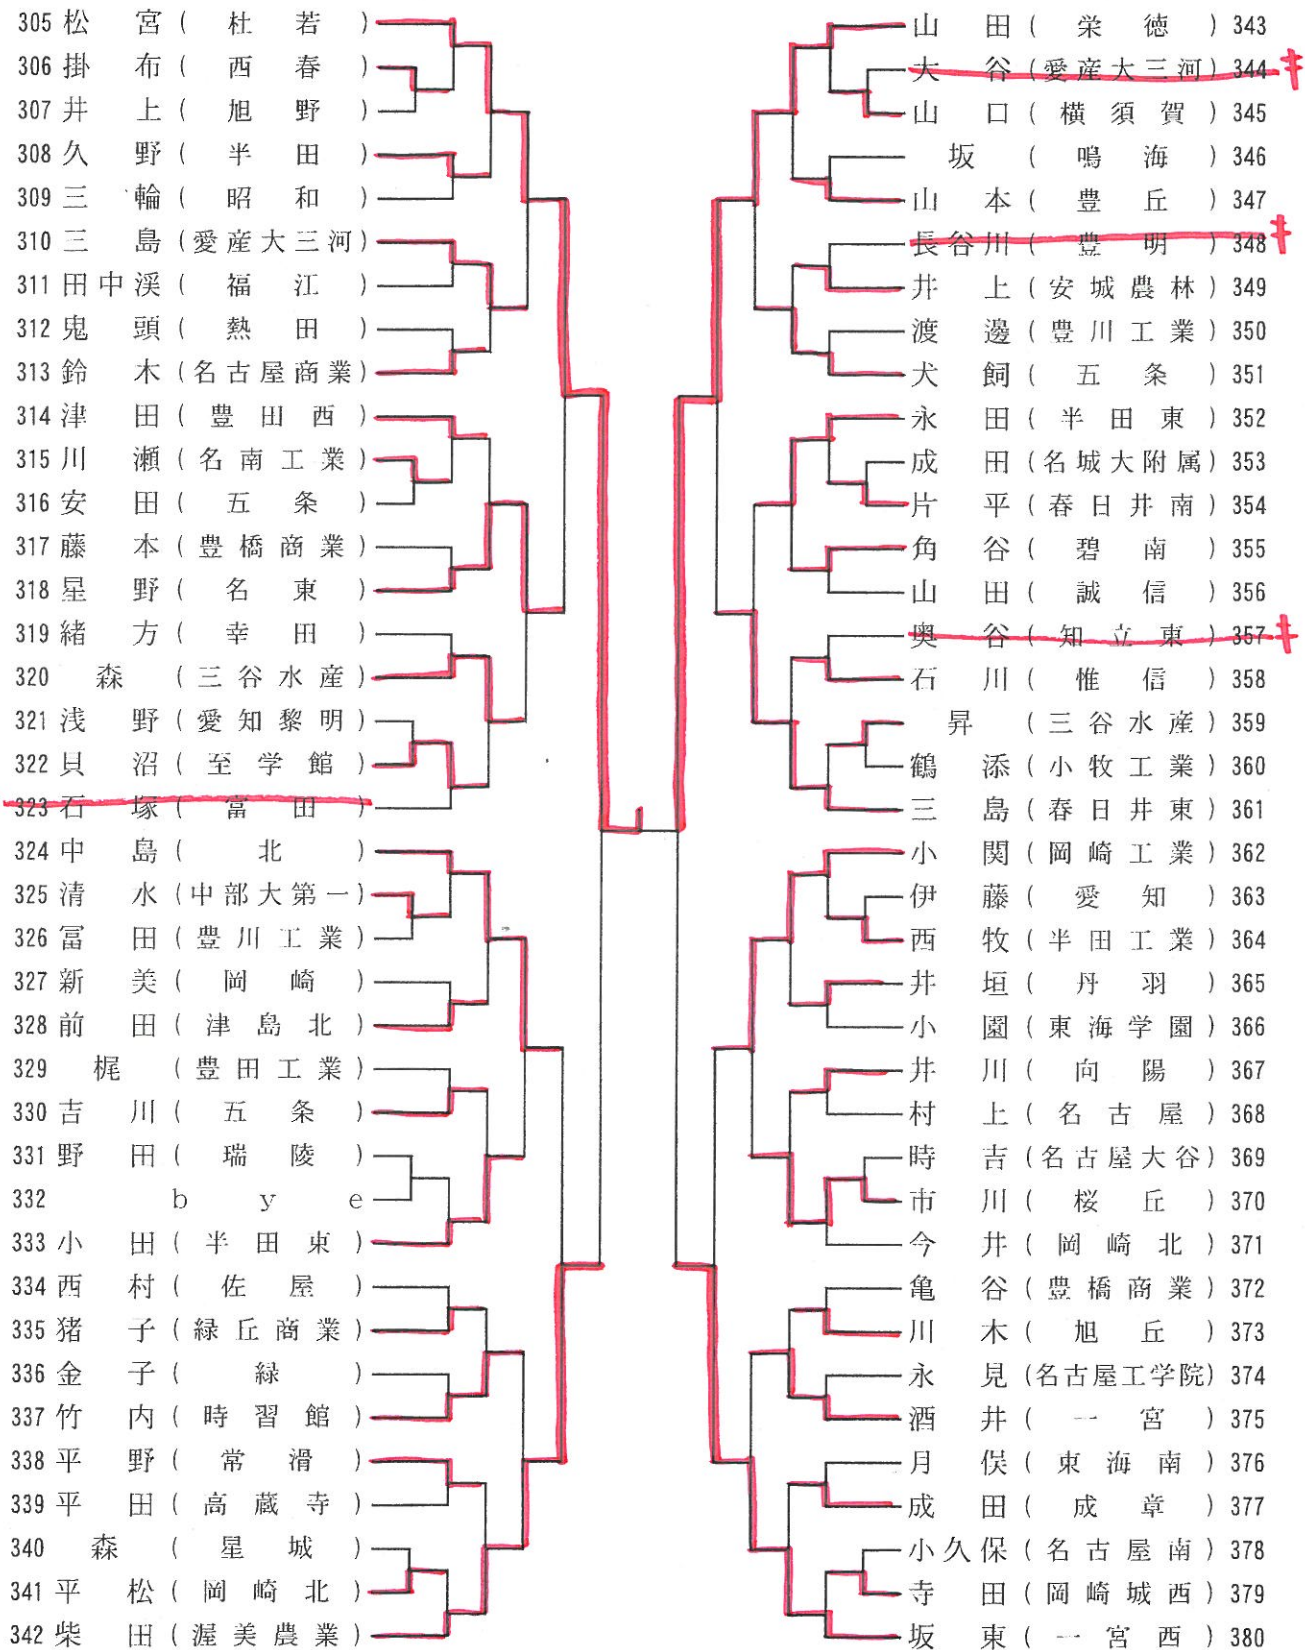 305 松宮(杜若)
306 掛布(西春)
307 井上(旭野)
308 久野(半田)
309 三輪(昭和)
310 三島(愛産大三河)
311 田中渓(福江)
312 鬼頭(熱田)
313 鈴木(名古屋商業)
314 津田(豊田西)
315 川瀬(名南工業)
316 安田(五条)
317 藤本(豊橋商業)
318 星野(名東)
319 緒方(幸田)
320 森(三谷水産)
321 浅野(愛知黎明)
322 貝沼(至学館)
323 石塚(富田)
324 中島(北)
325 清水(中部大第一)
326 冨田(豊川工業)
327 新美(岡崎)
328 前田(津島北)
329 梶(豊田工業)
330 吉川(五条)
331 野田(瑞陵)
332 bye
333 小田(半田東)
334 西村(佐屋)
335 猪子(緑丘商業)
336 金子(緑)
337 竹内(時習館)
338 平野(常滑)
339 平田(高蔵寺)
340 森(星城)
341 平松(岡崎北)
342 柴田(渥美農業)
山田(栄徳)343
大谷(愛産大三河)344
山口(横須賀)345
坂(鳴海)346
山本(豊丘)347
長谷川(豊明)348
井上(安城農林)349
渡邊(豊川工業)350
犬飼(五条)351
永田(半田東)352
成田(名城大附属)353
片平(春日井南)354
角谷(碧南)355
山田(誠信)356
奥谷(知立東)357
石川(惟信)358
昇(三谷水産)359
鶴添(小牧工業)360
三島(春日井東)361
小関(岡崎工業)362
伊藤(愛知)363
西牧(半田工業)364
井垣(丹羽)365
小園(東海学園)366
井川(向陽)367
村上(名古屋)368
時吉(名古屋大谷)369
市川(桜丘)370
今井(岡崎北)371
亀谷(豊橋商業)372
川木(旭丘)373
永見(名古屋工学院)374
酒井(一宮)375
月俣(東海南)376
成田(成章)377
小久保(名古屋南)378
寺田(岡崎城西)379
坂東(一宮西)380